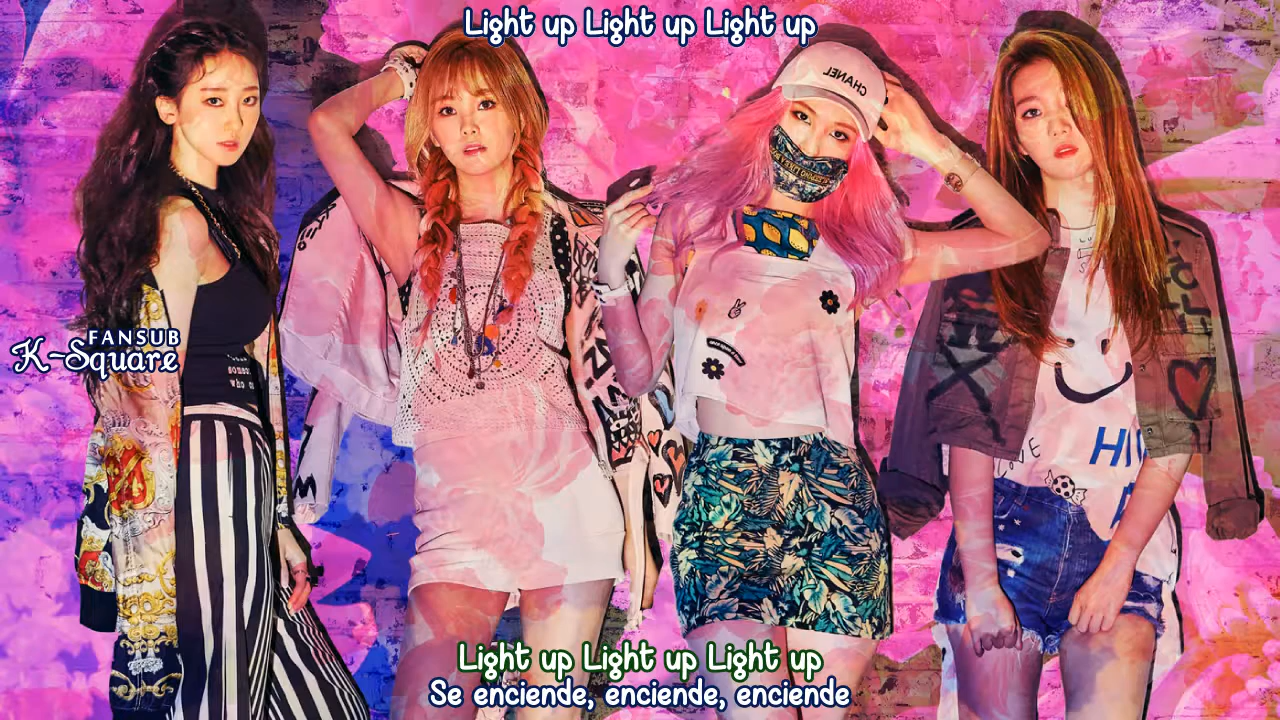 Light up Light up Light up
CHANEL
FANSUB
K-Square
LOVE
Light up Light up Light up
Se enciende, enciende, enciende